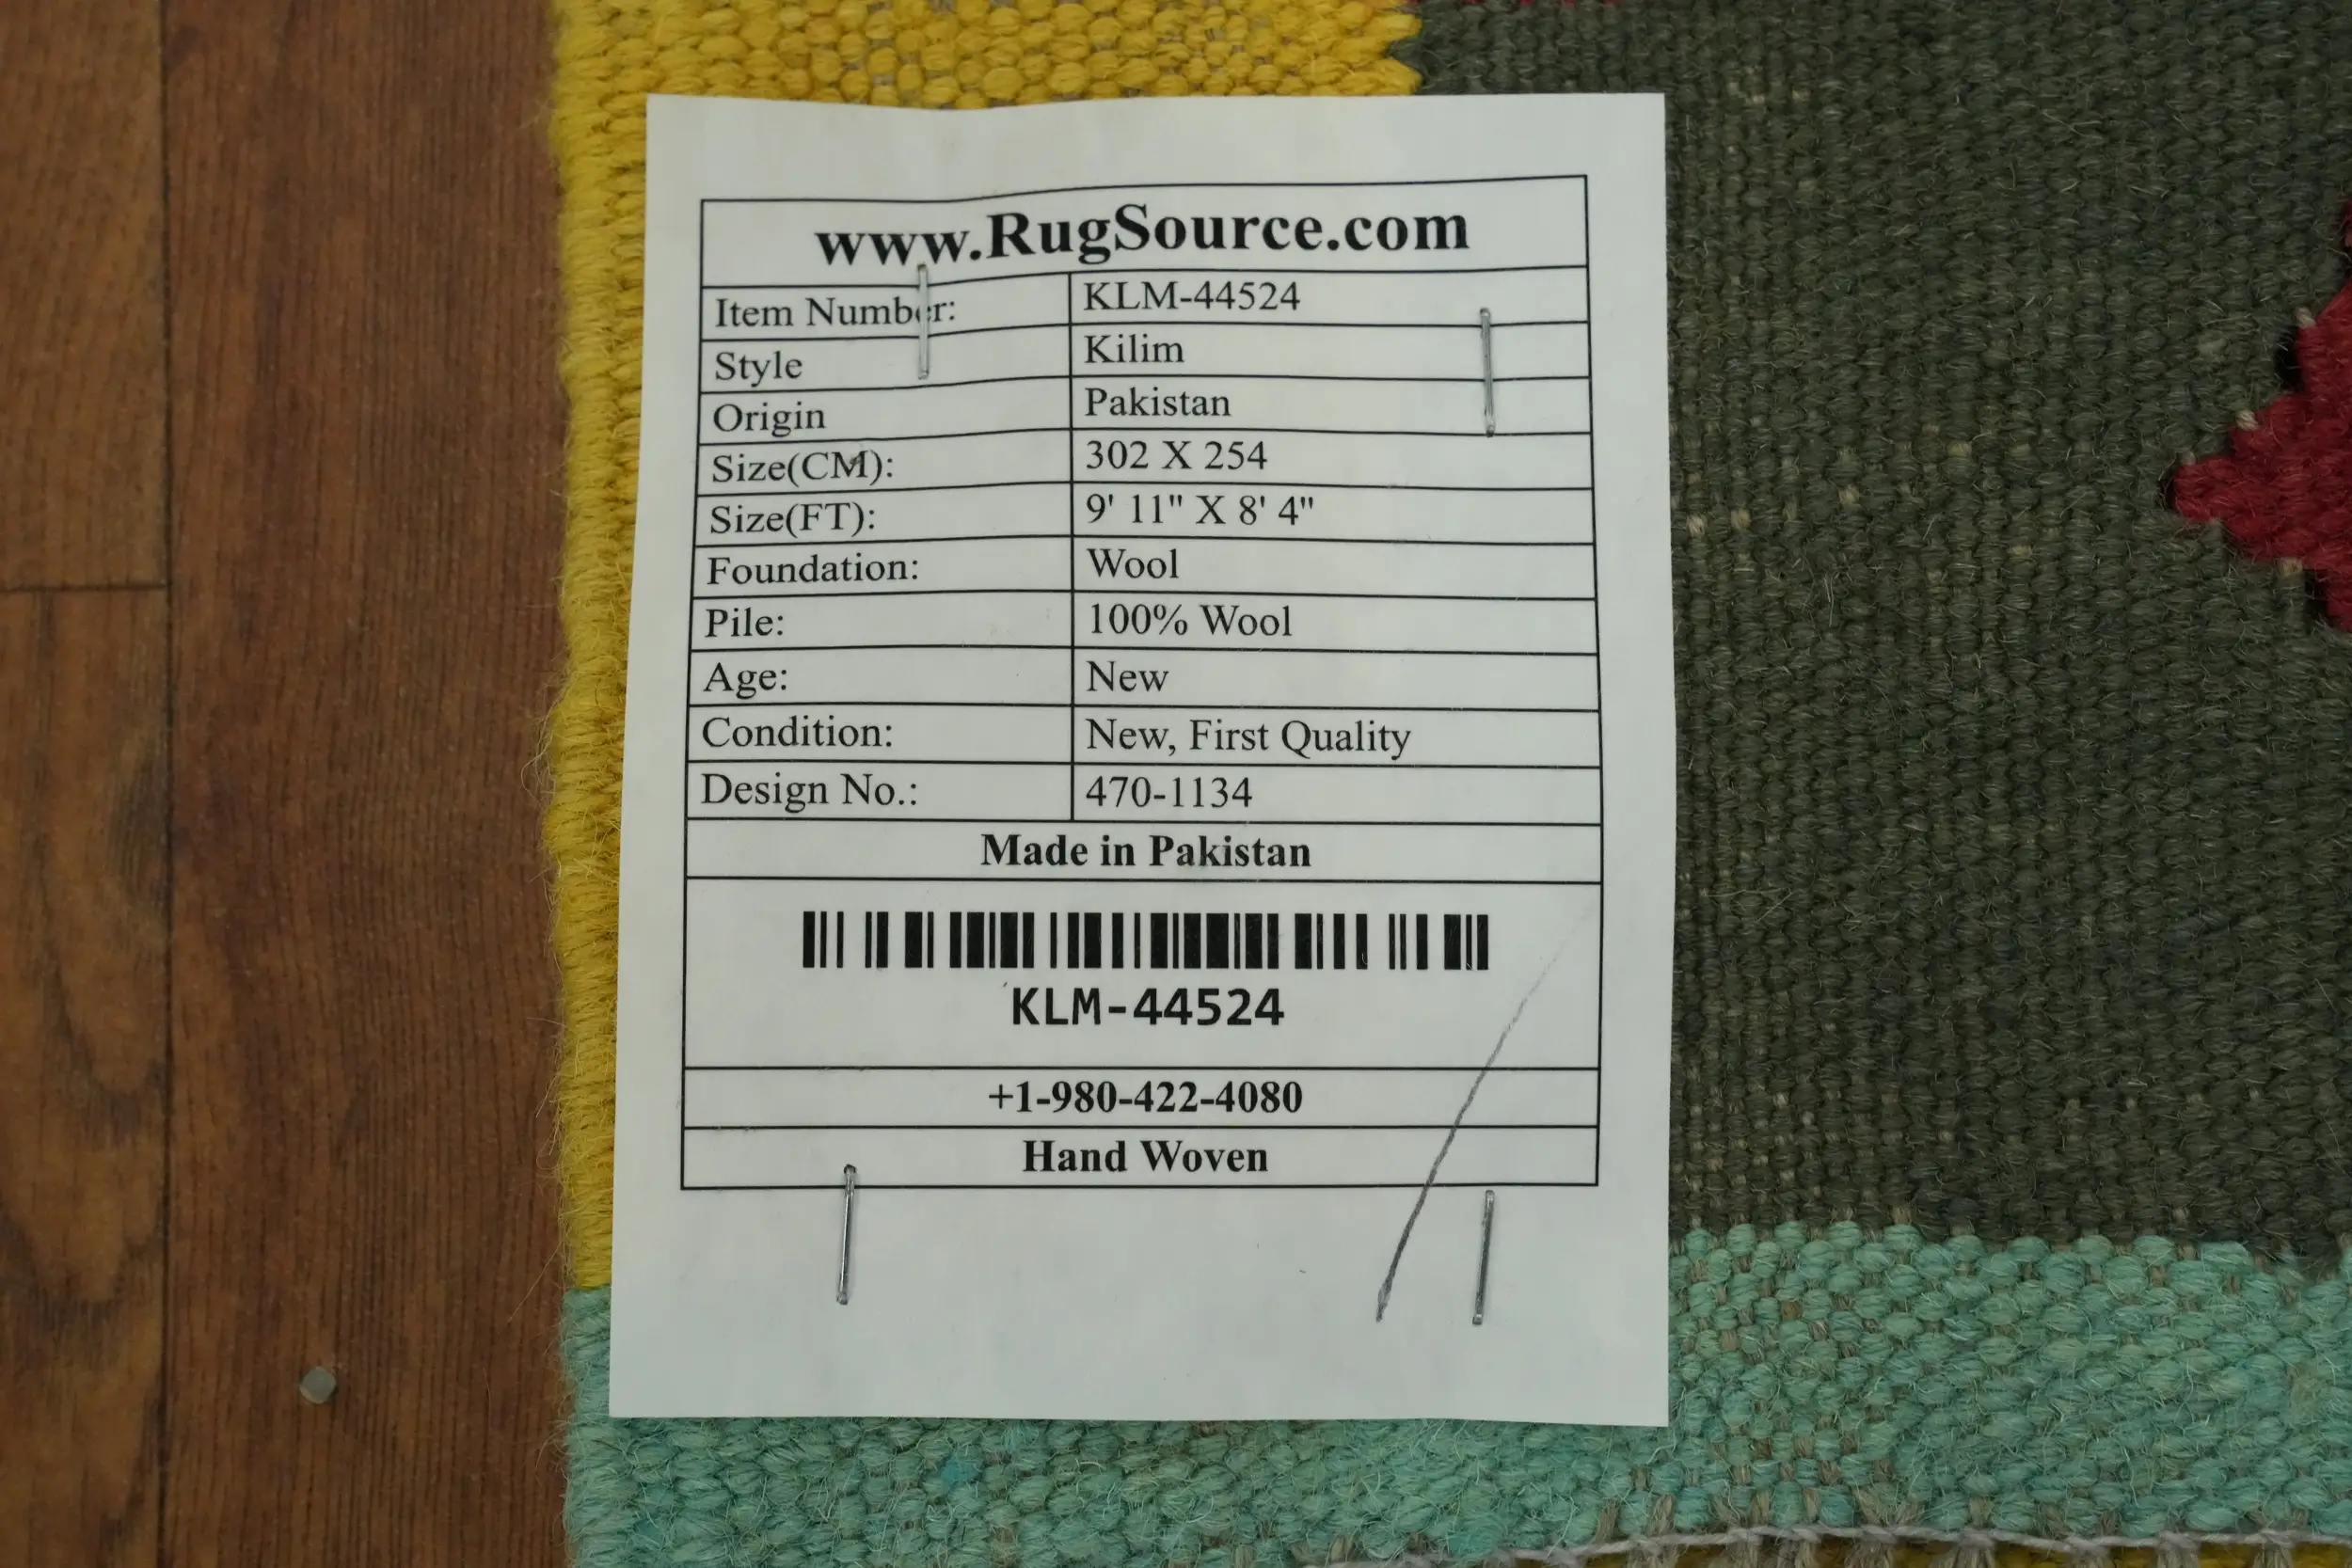 www.RugSource.com
Item Number: KLM-44524
Style Kilim
Origin Pakistan
Size(CM): 302 X 254
Size(FT): 9' 11" X 8' 4"
Foundation: Wool
Pile: 100% Wool
Age: New
Condition: New, First Quality
Design No.: 470-1134
Made in Pakistan
KLM-44524
+1-980-422-4080
Hand Woven